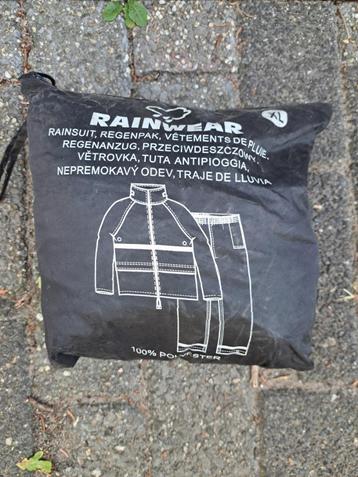 RAINWEAR
XL
RAINSUIT, REGENPAK, VÊTEMENTS DE PLUIE,
REGENANZUG, PRZECIWDESZCZOWY,
VĚTROVKA, TUTA ANTIPIOGGIA,
NEPREMOKAVÝ ODEV, TRAJE DE LLUVIA
100% POLYESTER